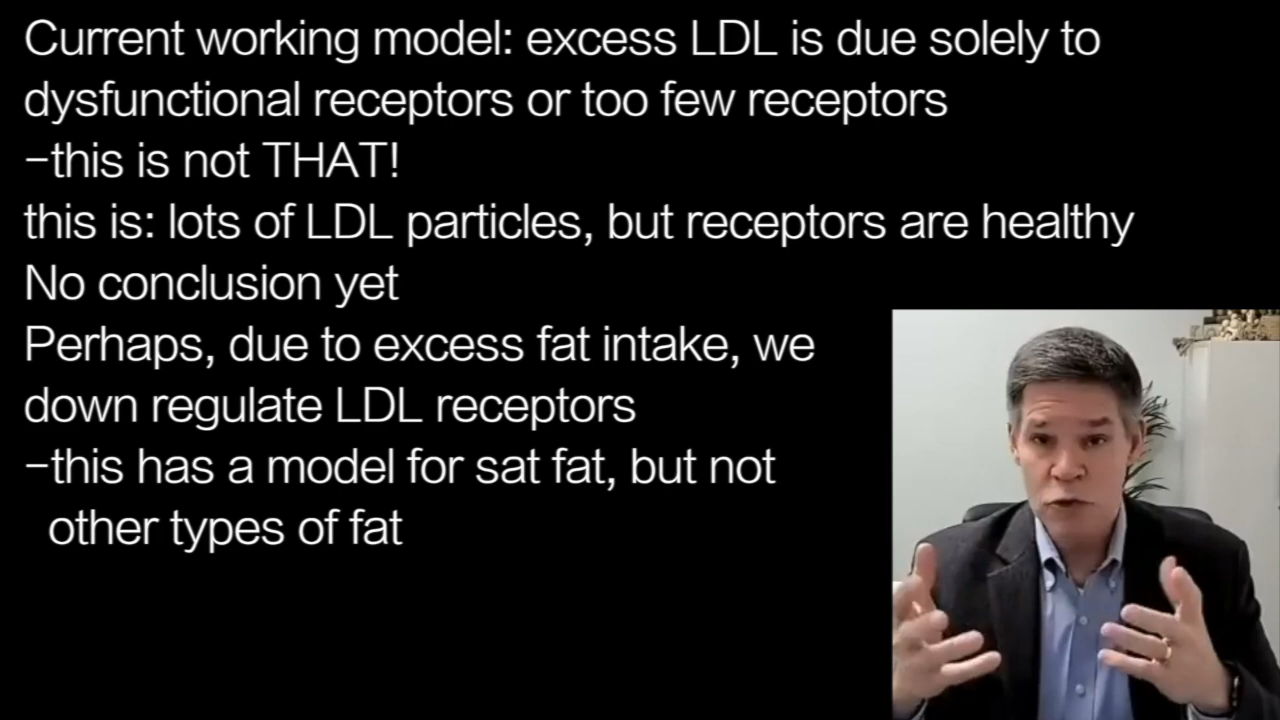 Current working model: excess LDL is due solely to
dysfunctional receptors or too few receptors
−this is not THAT!
this is: lots of LDL particles, but receptors are healthy
No conclusion yet
Perhaps, due to excess fat intake, we
down regulate LDL receptors
−this has a model for sat fat, but not
other types of fat